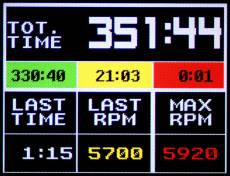 TOT. TIME 351:44
330:40 21:03 0:01
LAST TIME LAST RPM MAX RPM
1:15 5700 5920